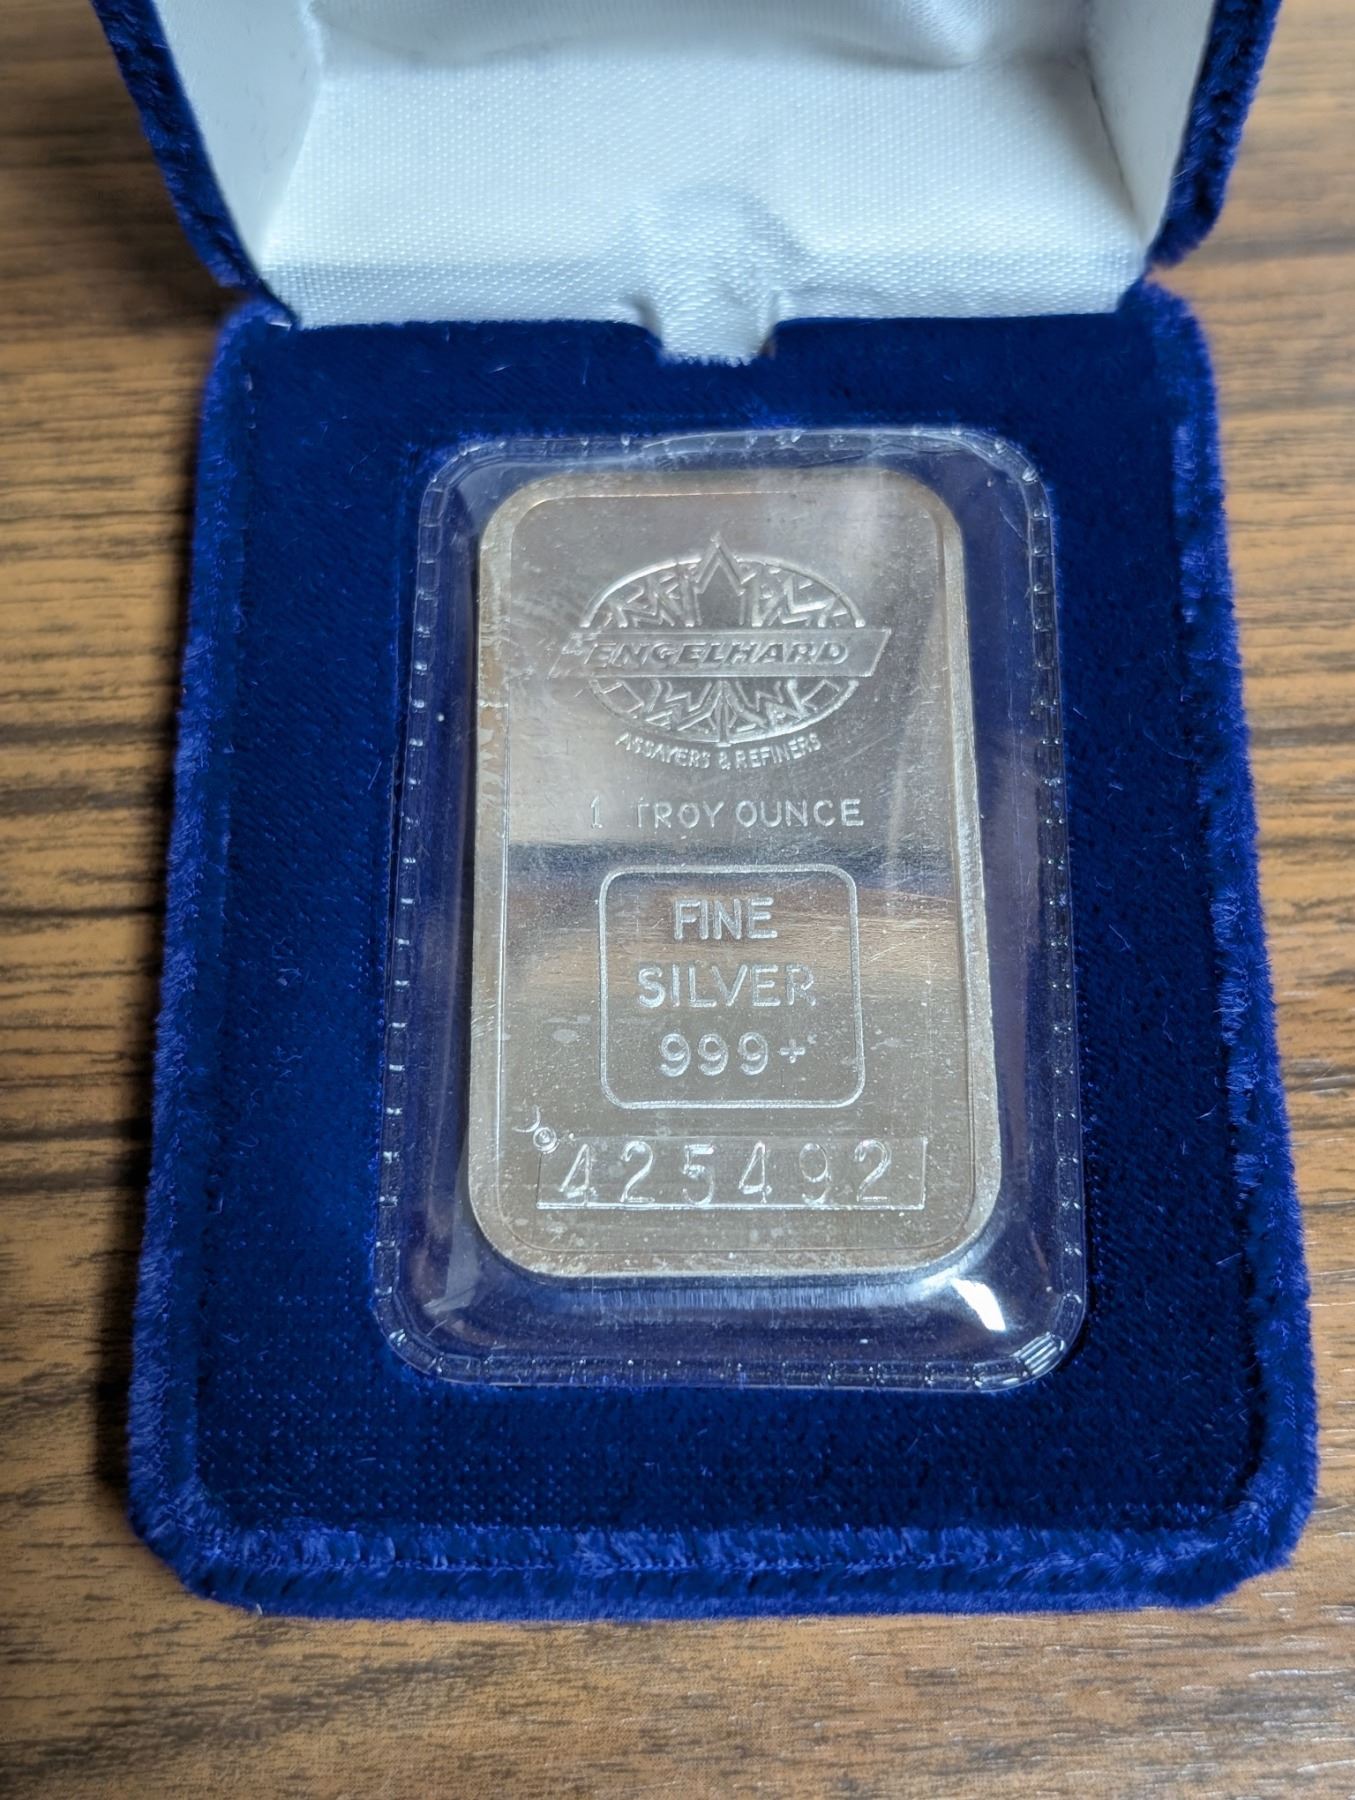 ENGELHARD
ASSAYERS & REFINERS
1 TROY OUNCE
FINE
SILVER
999+
425492